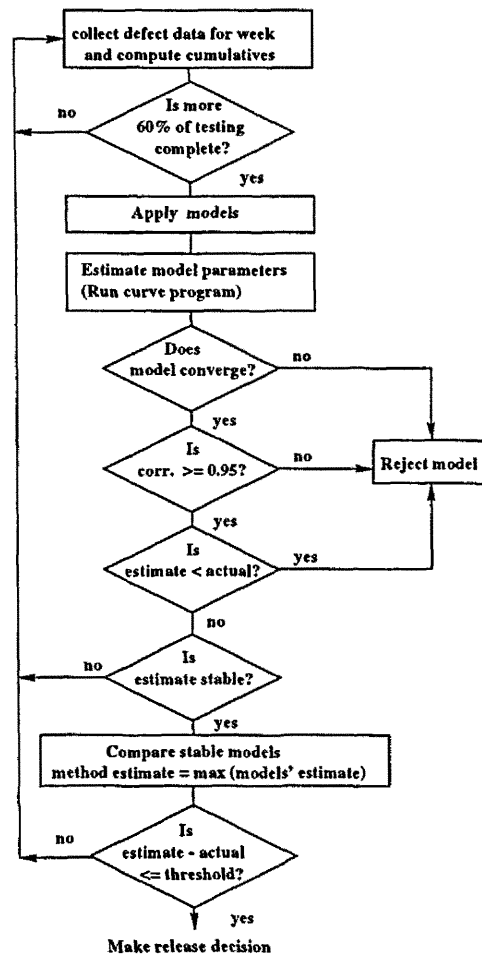 collect defect data for week
and compute cumulatives
Is more
60% of testing
complete?
no
yes
Apply models
Estimate model parameters
(Run curve program)
Does
model converge?
no
yes
Is
corr. >= 0.95?
no
Reject model
yes
Is
estimate < actual?
yes
no
Is
estimate stable?
no
yes
Compare stable models
method estimate = max (models' estimate)
Is
estimate - actual
<= threshold?
no
yes
Make release decision